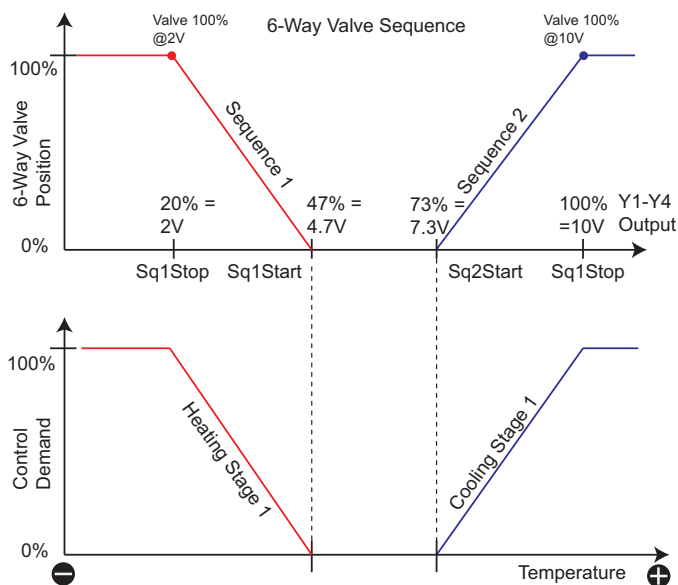 6-Way Valve Sequence
Valve 100%
@2V
Valve 100%
@10V
100%
6-Way Valve
Position
Sequence 1
Sequence 2
20% =
2V
47% =
4.7V
73% =
7.3V
100%
=10V
Y1-Y4
Output
0%
Sq1Stop
Sq1Start
Sq2Start
Sq1Stop
100%
Control
Demand
Heating Stage 1
Cooling Stage 1
0%
Temperature